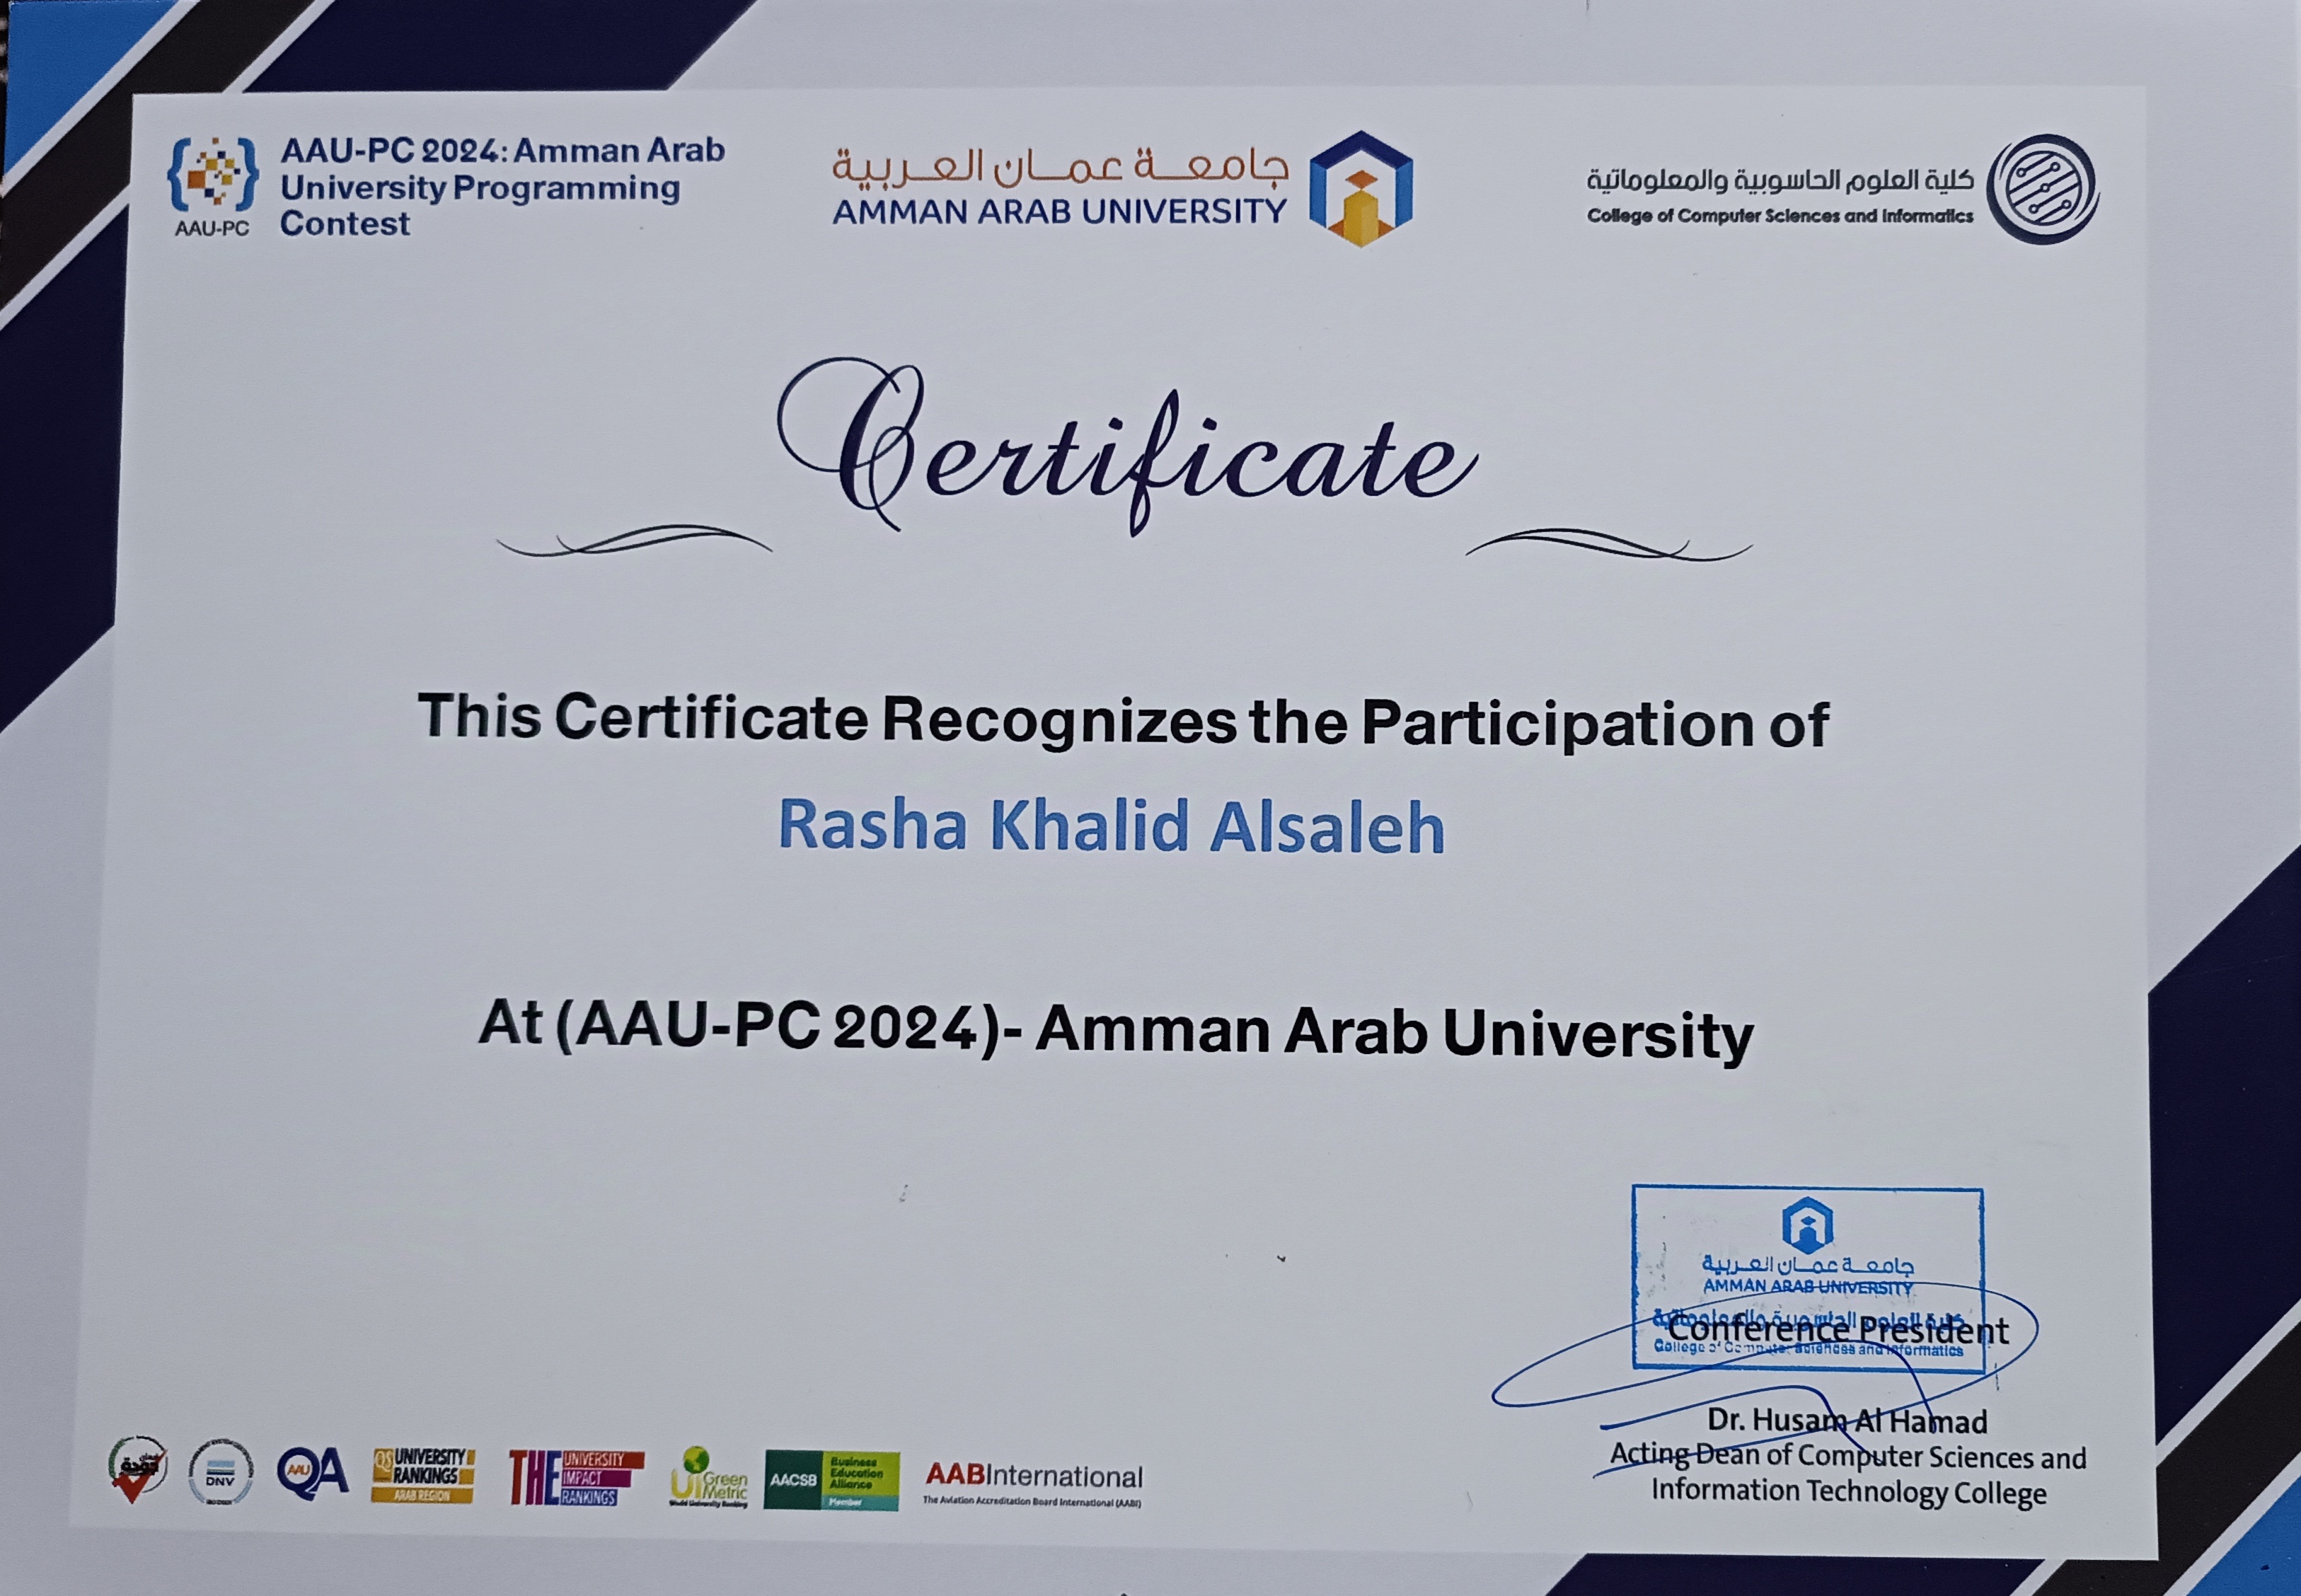 AAU-PC 2024: Amman Arab
University Programming
Contest
AAU-PC
جامعة عمان العربية
AMMAN ARAB UNIVERSITY
كلية العلوم الحاسوبية والمعلوماتية
College of Computer Sciences and Informatics
Certificate
This Certificate Recognizes the Participation of
Rasha Khalid Alsaleh
At (AAU-PC 2024)- Amman Arab University
جامعة عمان العربية
AMMAN ARAB UNIVERSITY
كلية العلوم الحاسوبية والمعلوماتية
College of Computer Sciences and Informatics
Conference President
Dr. Husam Al Hamad
Acting Dean of Computer Sciences and
Information Technology College
DNV
AAU
QA
QS UNIVERSITY
RANKINGS
ARAB REGION
THE UNIVERSITY
IMPACT
RANKINGS
UI Green
Metric
World University Ranking
AACSB
Business
Education
Alliance
Member
AABInternational
The Aviation Accreditation Board International (AABI)